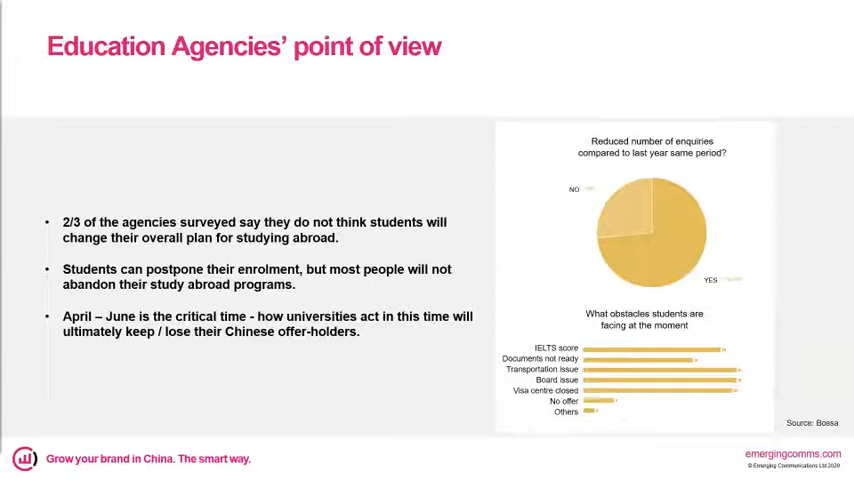 Education Agencies' point of view
• 2/3 of the agencies surveyed say they do not think students will
change their overall plan for studying abroad.
• Students can postpone their enrolment, but most people will not
abandon their study abroad programs.
• April – June is the critical time - how universities act in this time will
ultimately keep / lose their Chinese offer-holders.
Reduced number of enquiries
compared to last year same period?
NO
YES
What obstacles students are
facing at the moment
IELTS score
Documents not ready
Transportation issue
Board issue
Visa centre closed
No offer
Others
Source: Bossa
Grow your brand in China. The smart way.
emergingcomms.com
© Emerging Communications Ltd 2020